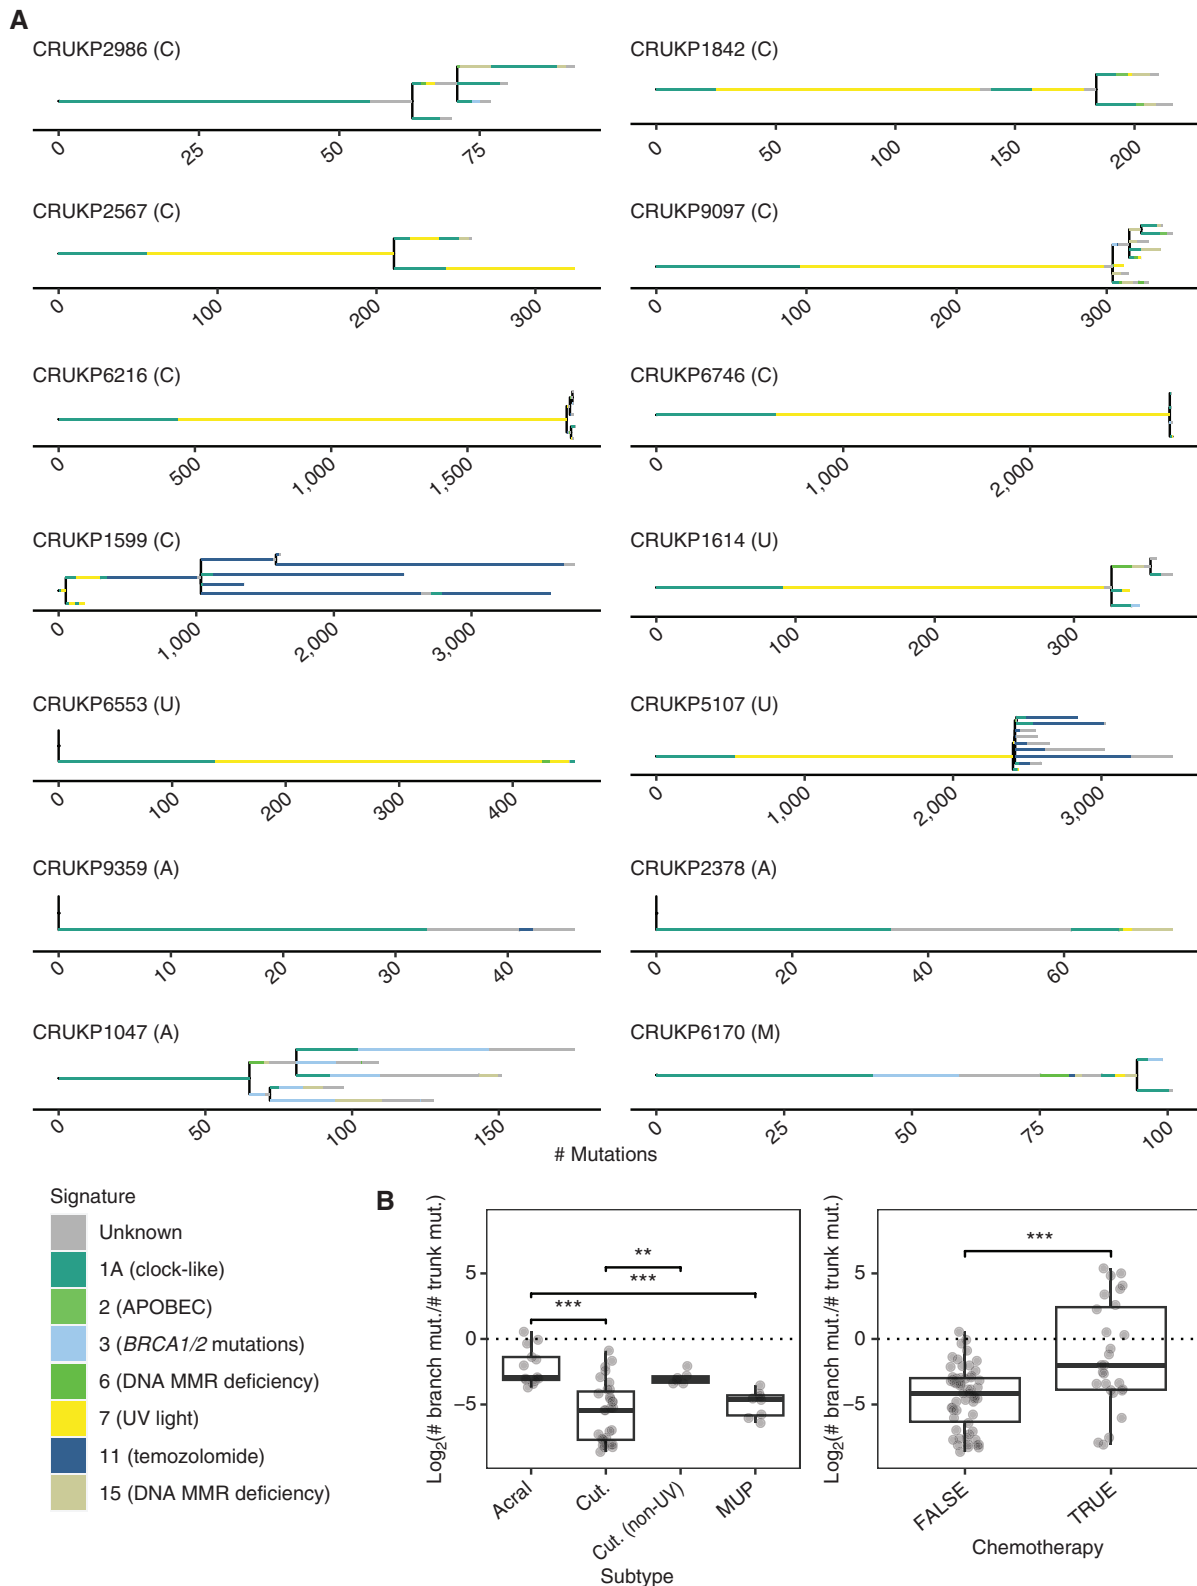 A
CRUKP2986 (C)
0 25 50 75
CRUKP1842 (C)
0 50 100 150 200
CRUKP2567 (C)
0 100 200 300
CRUKP9097 (C)
0 100 200 300
CRUKP6216 (C)
0 500 1,000 1,500
CRUKP6746 (C)
0 1,000 2,000
CRUKP1599 (C)
0 1,000 2,000 3,000
CRUKP1614 (U)
0 100 200 300
CRUKP6553 (U)
0 100 200 300 400
CRUKP5107 (U)
0 1,000 2,000 3,000
CRUKP9359 (A)
0 10 20 40
CRUKP2378 (A)
0 20 40 60
CRUKP1047 (A)
0 50 100 150
CRUKP6170 (M)
0 25 50 75 100
# Mutations
Signature
Unknown
1A (clock-like)
2 (APOBEC)
3 (BRCA1/2 mutations)
6 (DNA MMR deficiency)
7 (UV light)
11 (temozolomide)
15 (DNA MMR deficiency)
B
Log2(# branch mut./# trunk mut.)
5
0
−5
**
***
***
Acral
Cut.
Cut. (non-UV)
MUP
Subtype
Log2(# branch mut./# trunk mut.)
5
0
−5
***
FALSE
TRUE
Chemotherapy